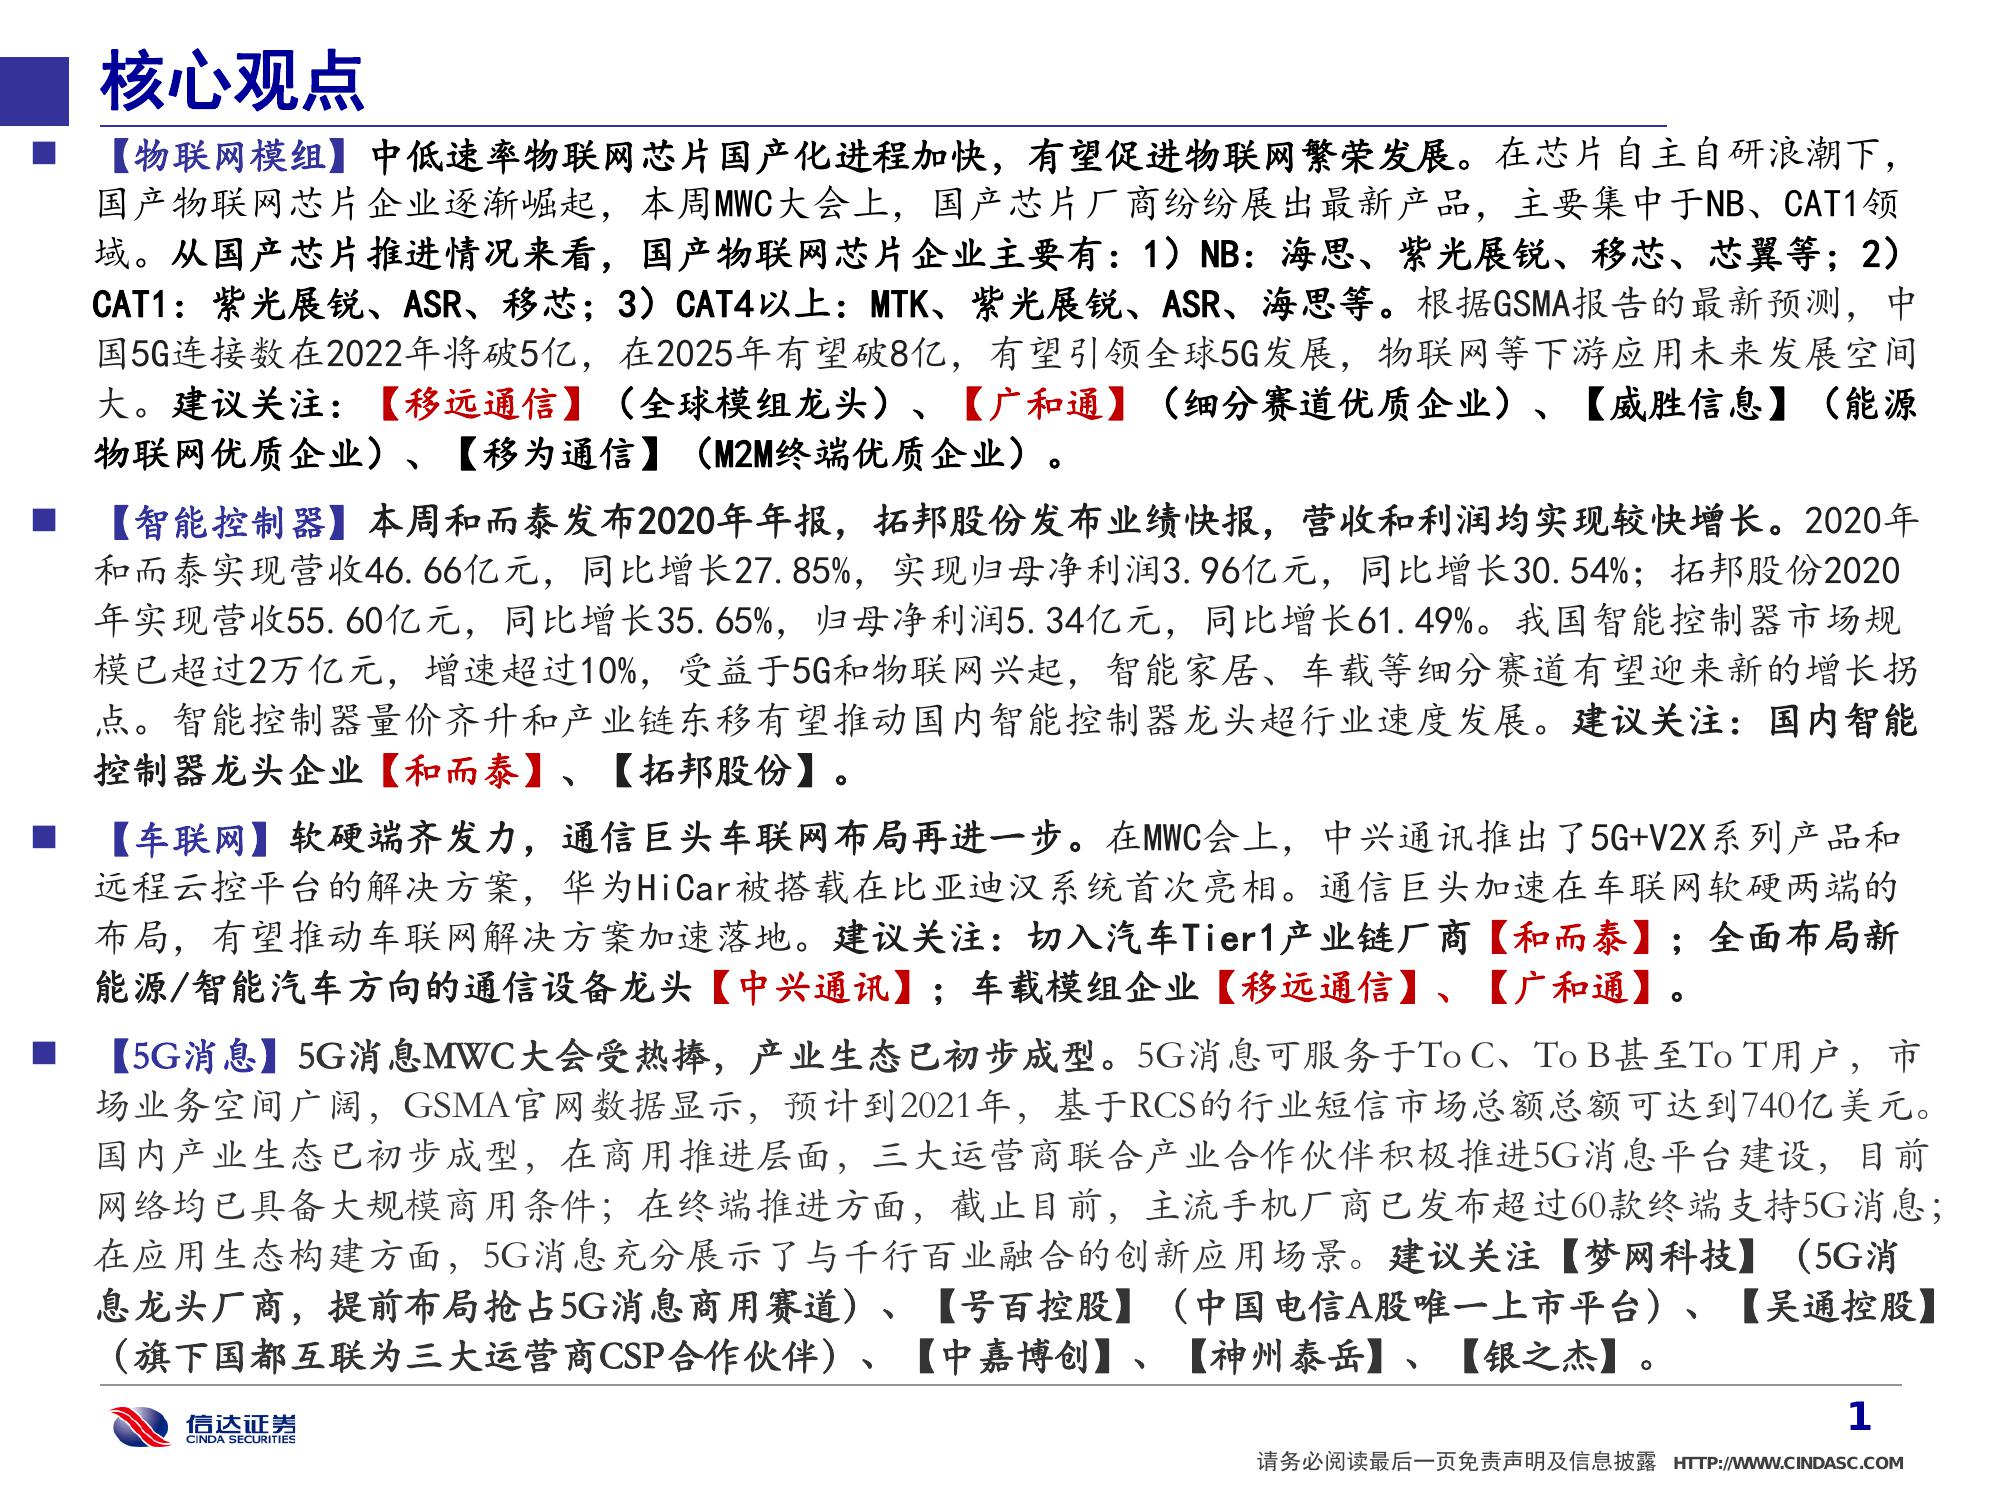 核心观点
【物联网模组】中低速率物联网芯片国产化进程加快，有望促进物联网繁荣发展。在芯片自主自研浪潮下，
国产物联网芯片企业逐渐崛起，本周MWC大会上，国产芯片厂商纷纷展出最新产品，主要集中于NB、CAT1领
域。从国产芯片推进情况来看，国产物联网芯片企业主要有：1）NB：海思、紫光展锐、移芯、芯翼等；2）
CAT1：紫光展锐、ASR、移芯；3）CAT4以上：MTK、紫光展锐、ASR、海思等。根据GSMA报告的最新预测，中
国5G连接数在2022年将破5亿，在2025年有望破8亿，有望引领全球5G发展，物联网等下游应用未来发展空间
大。建议关注：【移远通信】（全球模组龙头）、【广和通】（细分赛道优质企业）、【威胜信息】（能源
物联网优质企业）、【移为通信】（M2M终端优质企业）。
【智能控制器】本周和而泰发布2020年年报，拓邦股份发布业绩快报，营收和利润均实现较快增长。2020年
和而泰实现营收46.66亿元，同比增长27.85%，实现归母净利润3.96亿元，同比增长30.54%；拓邦股份2020
年实现营收55.60亿元，同比增长35.65%，归母净利润5.34亿元，同比增长61.49%。我国智能控制器市场规
模已超过2万亿元，增速超过10%，受益于5G和物联网兴起，智能家居、车载等细分赛道有望迎来新的增长拐
点。智能控制器量价齐升和产业链东移有望推动国内智能控制器龙头超行业速度发展。建议关注：国内智能
控制器龙头企业【和而泰】、【拓邦股份】。
【车联网】软硬端齐发力，通信巨头车联网布局再进一步。在MWC会上，中兴通讯推出了5G+V2X系列产品和
远程云控平台的解决方案，华为HiCar被搭载在比亚迪汉系统首次亮相。通信巨头加速在车联网软硬两端的
布局，有望推动车联网解决方案加速落地。建议关注：切入汽车Tier1产业链厂商【和而泰】；全面布局新
能源/智能汽车方向的通信设备龙头【中兴通讯】；车载模组企业【移远通信】、【广和通】。
【5G消息】5G消息MWC大会受热捧，产业生态已初步成型。5G消息可服务于To C、To B甚至To T用户，市
场业务空间广阔，GSMA官网数据显示，预计到2021年，基于RCS的行业短信市场总额总额可达到740亿美元。
国内产业生态已初步成型，在商用推进层面，三大运营商联合产业合作伙伴积极推进5G消息平台建设，目前
网络均已具备大规模商用条件；在终端推进方面，截止目前，主流手机厂商已发布超过60款终端支持5G消息；
在应用生态构建方面，5G消息充分展示了与千行百业融合的创新应用场景。建议关注【梦网科技】（5G消
息龙头厂商，提前布局抢占5G消息商用赛道）、【号百控股】（中国电信A股唯一上市平台）、【吴通控股】
（旗下国都互联为三大运营商CSP合作伙伴）、【中嘉博创】、【神州泰岳】、【银之杰】。
信达证券
CINDA SECURITIES
1
请务必阅读最后一页免责声明及信息披露 HTTP://WWW.CINDASC.COM